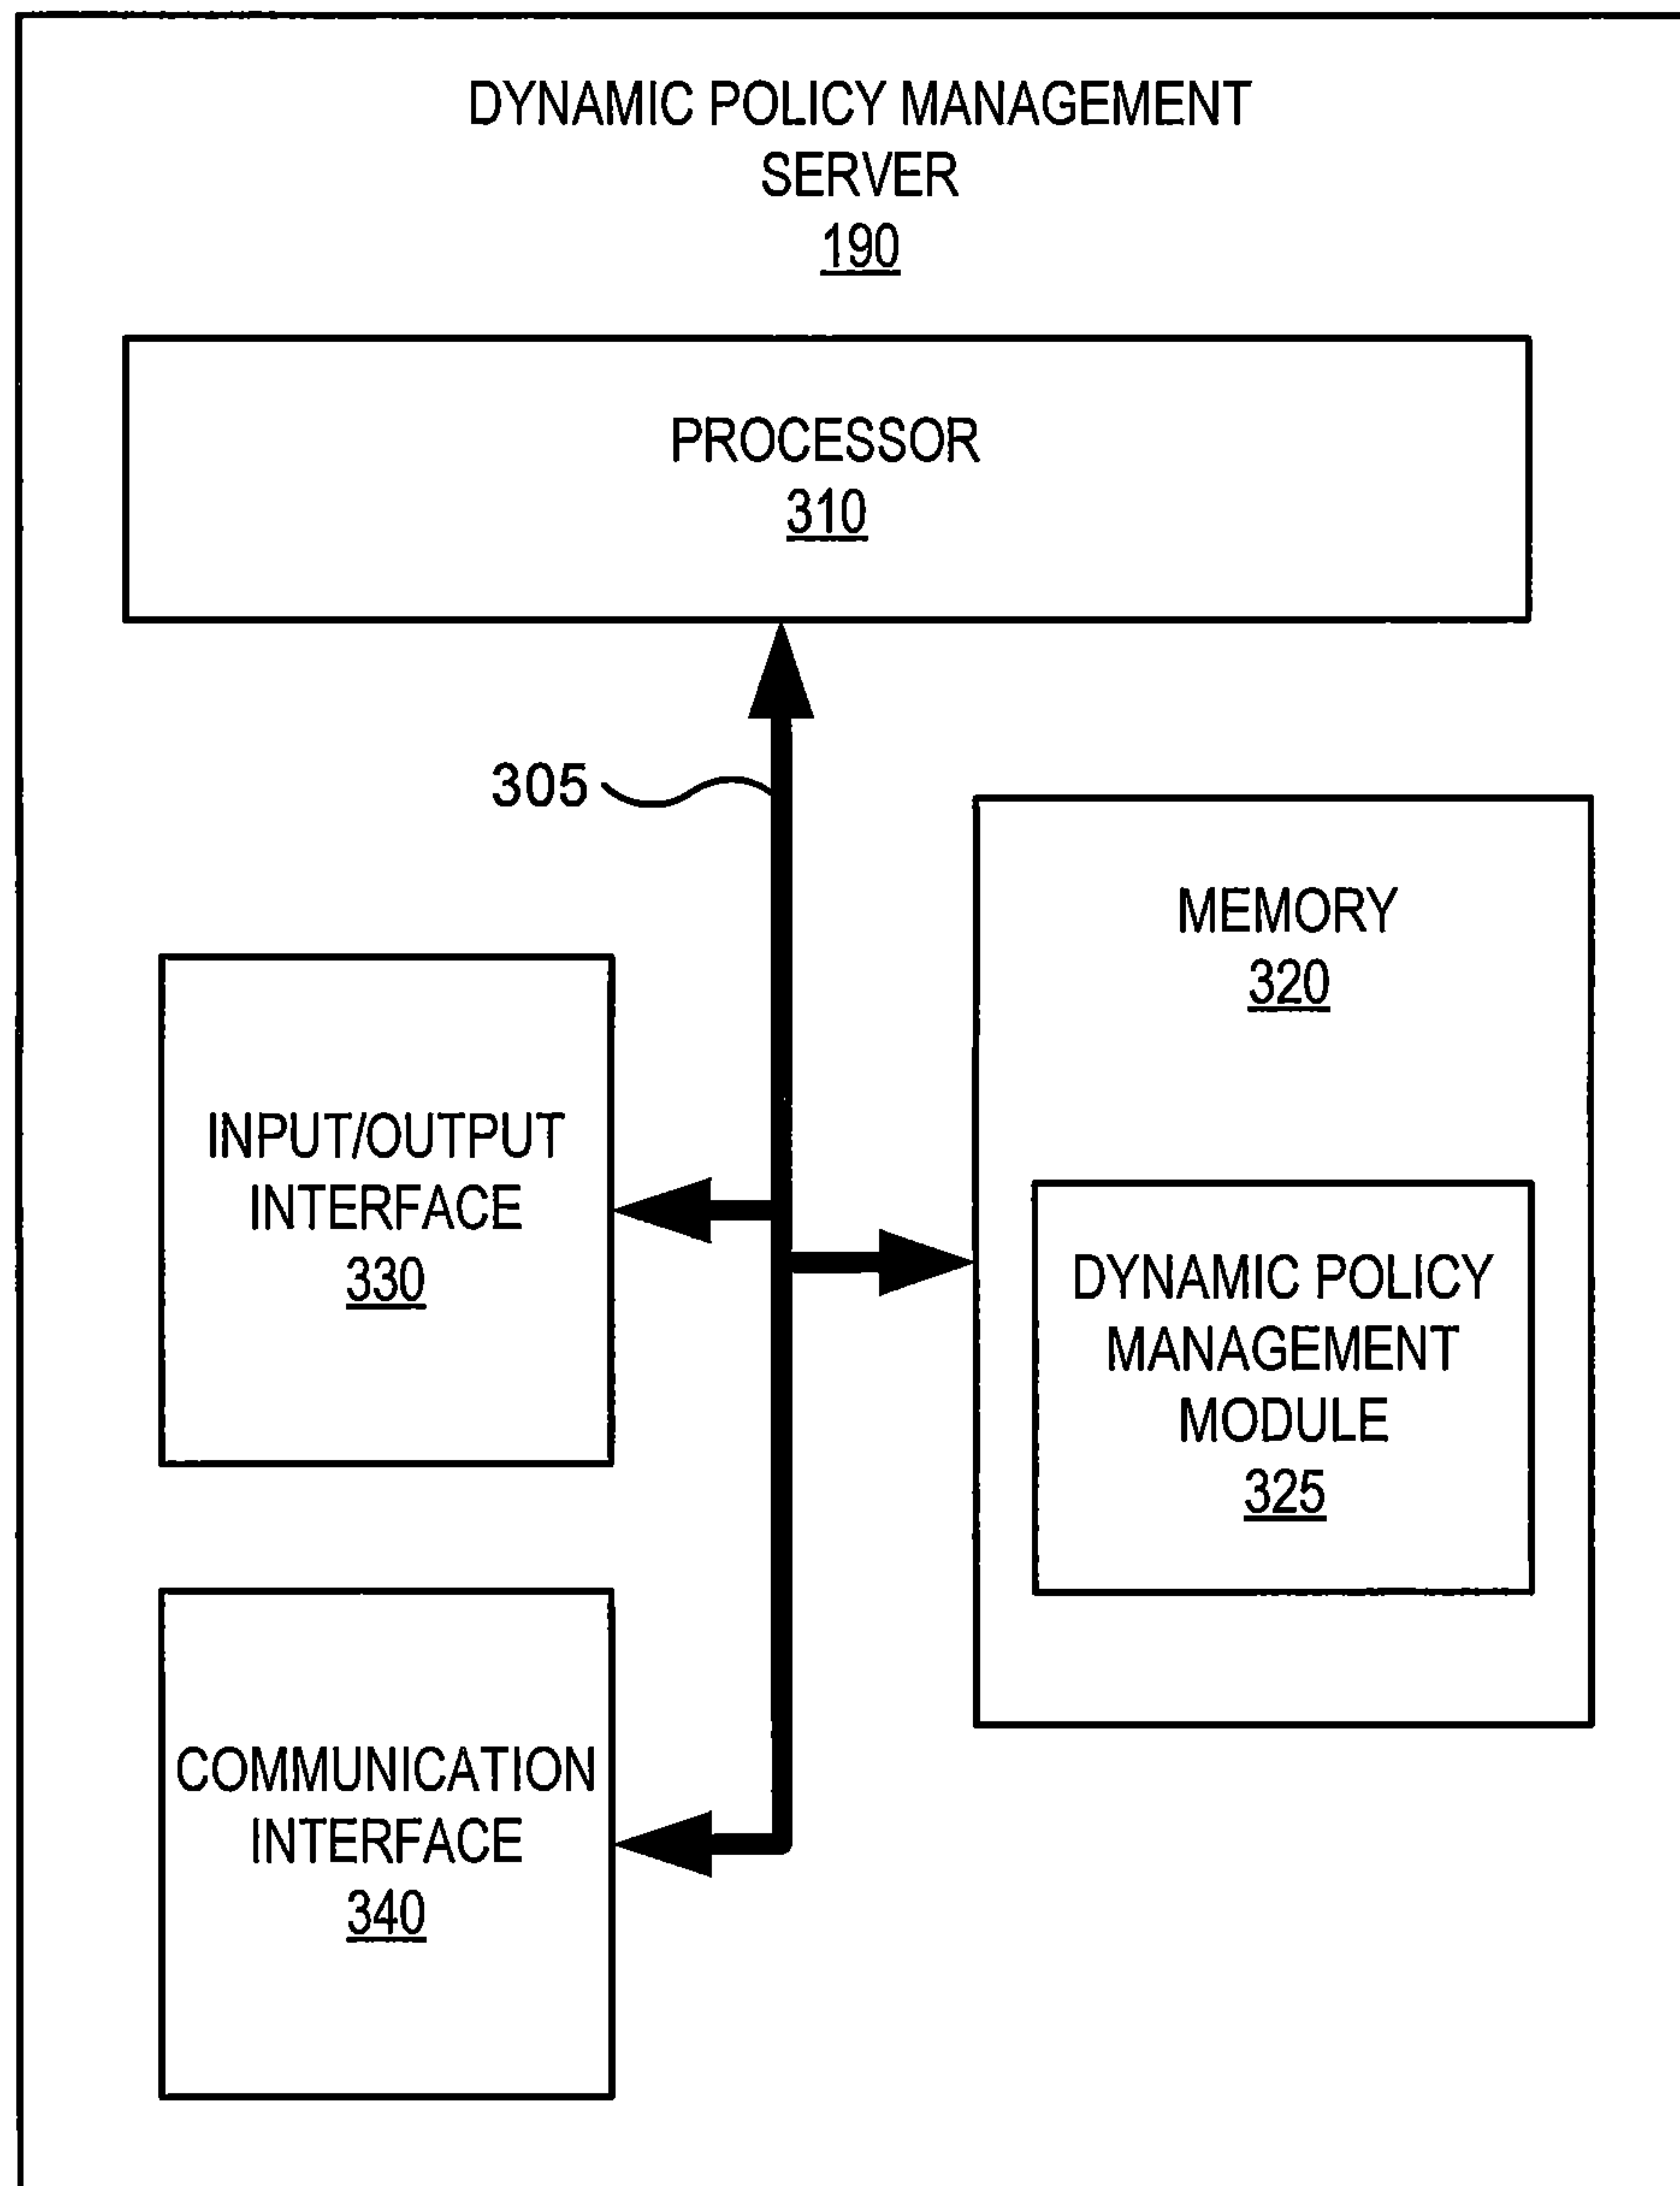 DYNAMIC POLICY MANAGEMENT
SERVER
190
PROCESSOR
310
305
MEMORY
320
INPUT/OUTPUT
INTERFACE
330
DYNAMIC POLICY
MANAGEMENT
MODULE
325
COMMUNICATION
INTERFACE
340